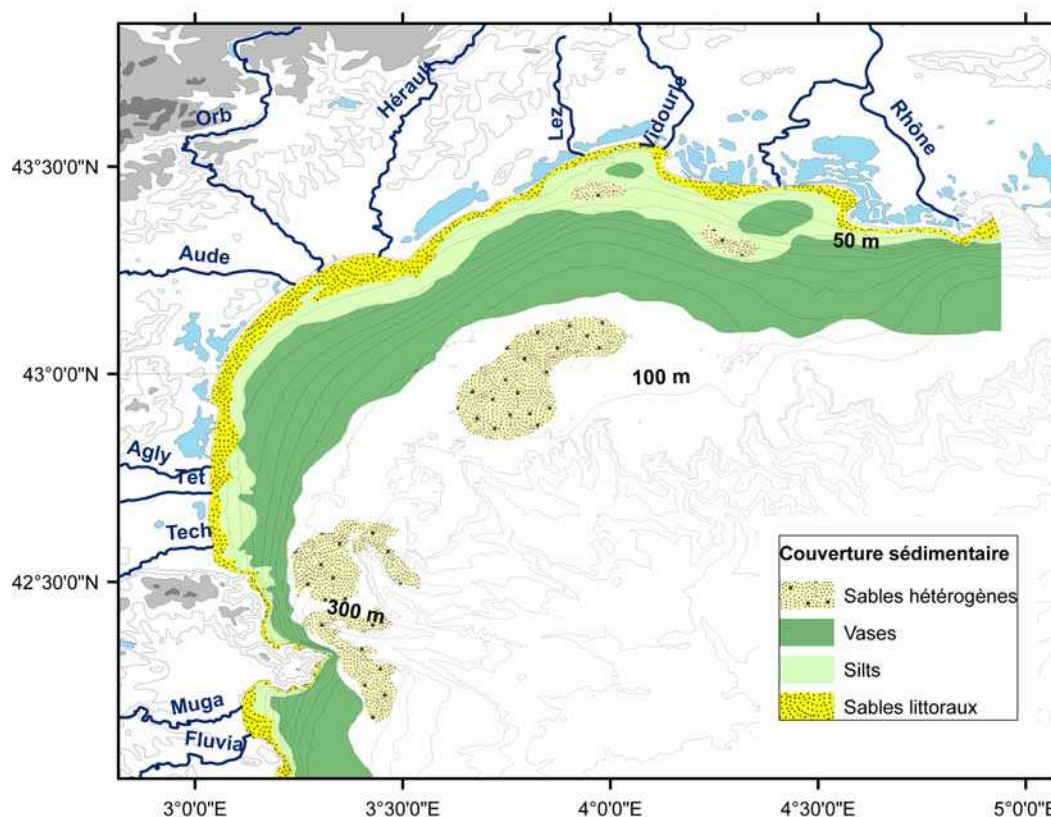 Orb
Hérault
Lez
Vidourle
Rhône
43°30'0"N
50 m
Aude
43°0'0"N
100 m
Agly
Tet
Tech
42°30'0"N
300 m
Muga
Fluvia
Couverture sédimentaire
Sables hétérogènes
Vases
Silts
Sables littoraux
3°0'0"E
3°30'0"E
4°0'0"E
4°30'0"E
5°0'0"E